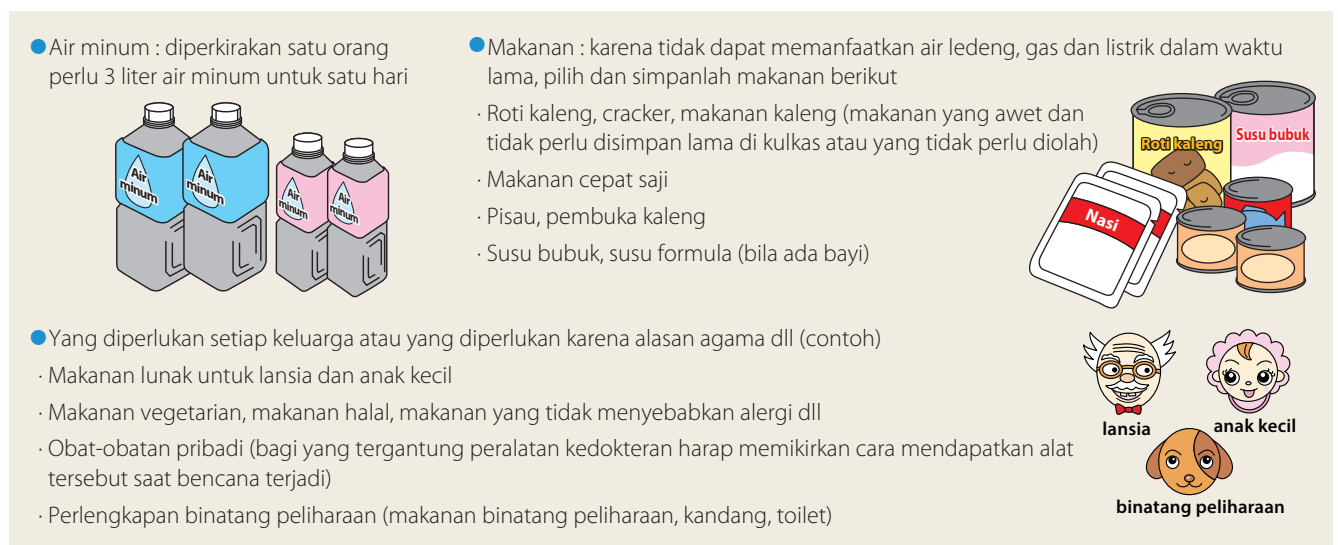 ●Air minum : diperkirakan satu orang
perlu 3 liter air minum untuk satu hari
Air
minum
Air
minum
Air
minum
Air
minum
●Makanan : karena tidak dapat memanfaatkan air ledeng, gas dan listrik dalam waktu
lama, pilih dan simpanlah makanan berikut
· Roti kaleng, cracker, makanan kaleng (makanan yang awet dan
tidak perlu disimpan lama di kulkas atau yang tidak perlu diolah)
· Makanan cepat saji
· Pisau, pembuka kaleng
· Susu bubuk, susu formula (bila ada bayi)
Roti kaleng
Susu bubuk
Nasi
●Yang diperlukan setiap keluarga atau yang diperlukan karena alasan agama dll (contoh)
· Makanan lunak untuk lansia dan anak kecil
· Makanan vegetarian, makanan halal, makanan yang tidak menyebabkan alergi dll
· Obat-obatan pribadi (bagi yang tergantung peralatan kedokteran harap memikirkan cara mendapatkan alat
tersebut saat bencana terjadi)
· Perlengkapan binatang peliharaan (makanan binatang peliharaan, kandang, toilet)
lansia
anak kecil
binatang peliharaan